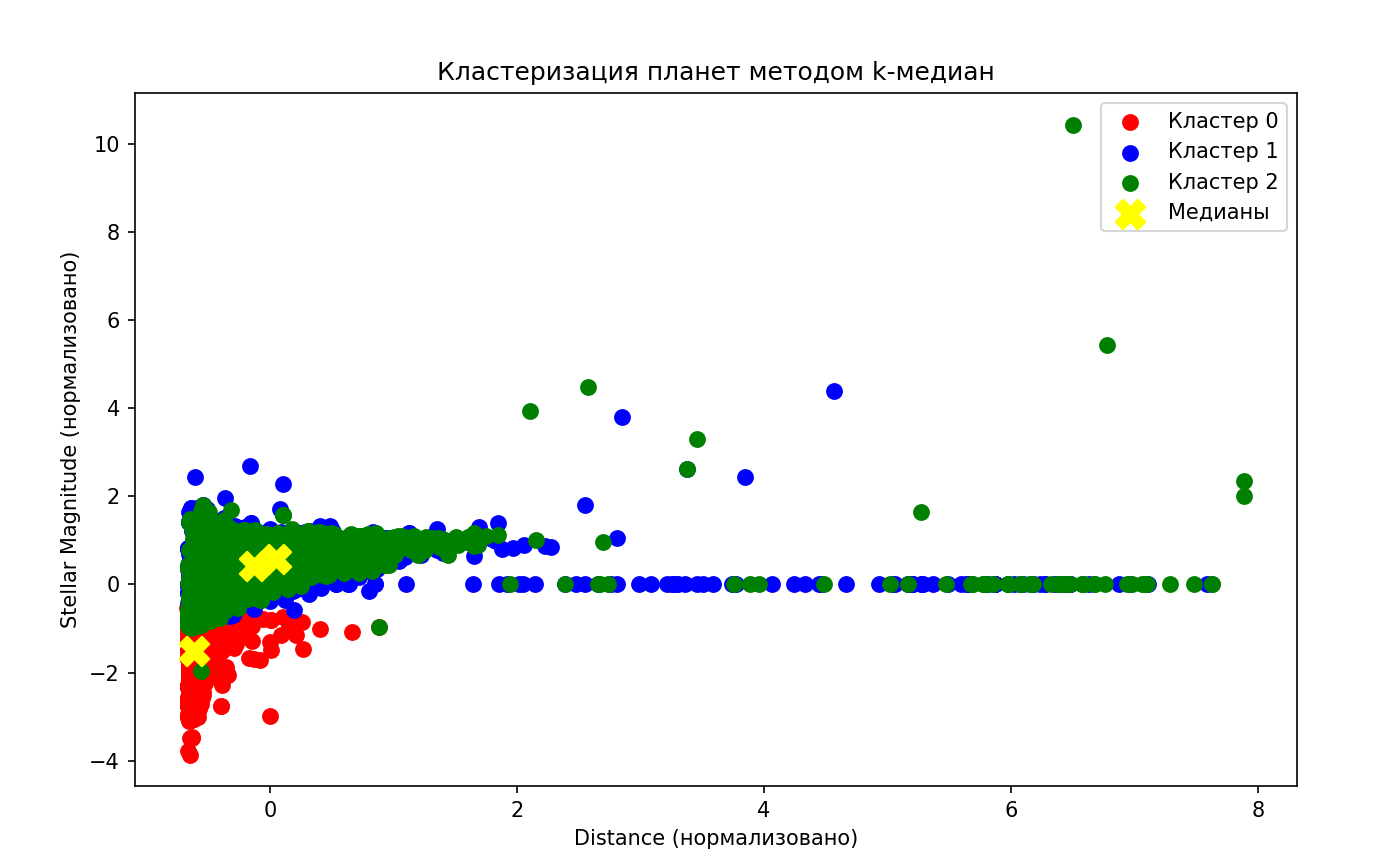 Кластеризация планет методом k-медиан
Кластер 0
Кластер 1
Кластер 2
Медианы
Stellar Magnitude (нормализовано)
10
8
6
4
2
0
−2
−4
0 2 4 6 8
Distance (нормализовано)